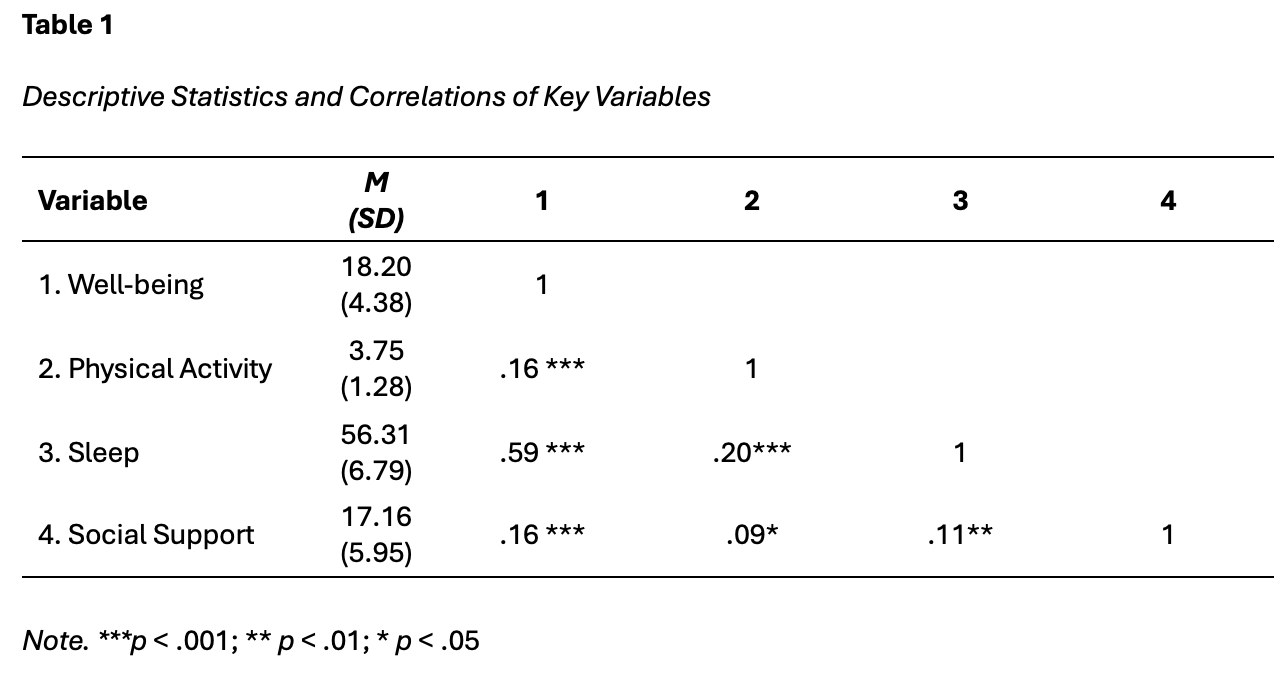 Table 1
Descriptive Statistics and Correlations of Key Variables
Variable M (SD) 1 2 3 4
1. Well-being 18.20 (4.38) 1
2. Physical Activity 3.75 (1.28) .16 *** 1
3. Sleep 56.31 (6.79) .59 *** .20*** 1
4. Social Support 17.16 (5.95) .16 *** .09* .11** 1
Note. ***p < .001; ** p < .01; * p < .05